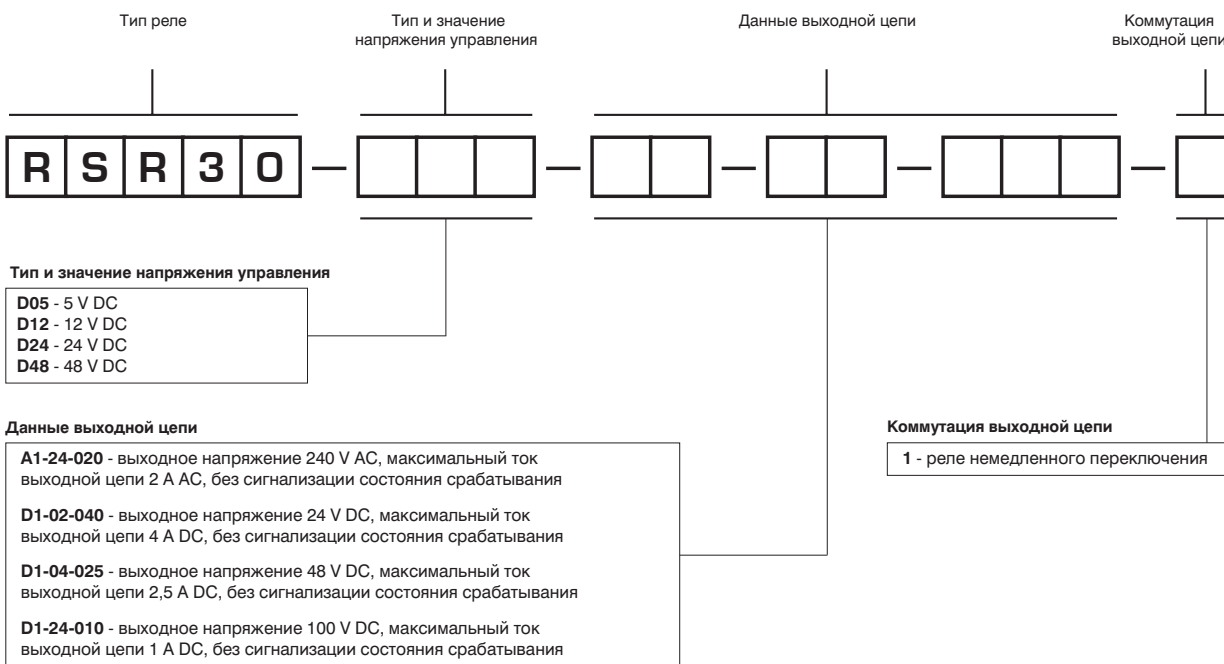 Тип реле
Тип и значение
напряжения управления
Данные выходной цепи
Коммутация
выходной цепи
RSR30 — — — — —
Тип и значение напряжения управления
D05 - 5 V DC
D12 - 12 V DC
D24 - 24 V DC
D48 - 48 V DC
Данные выходной цепи
A1-24-020 - выходное напряжение 240 V AC, максимальный ток
выходной цепи 2 A AC, без сигнализации состояния срабатывания
D1-02-040 - выходное напряжение 24 V DC, максимальный ток
выходной цепи 4 A DC, без сигнализации состояния срабатывания
D1-04-025 - выходное напряжение 48 V DC, максимальный ток
выходной цепи 2,5 A DC, без сигнализации состояния срабатывания
D1-24-010 - выходное напряжение 100 V DC, максимальный ток
выходной цепи 1 A DC, без сигнализации состояния срабатывания
Коммутация выходной цепи
1 - реле немедленного переключения